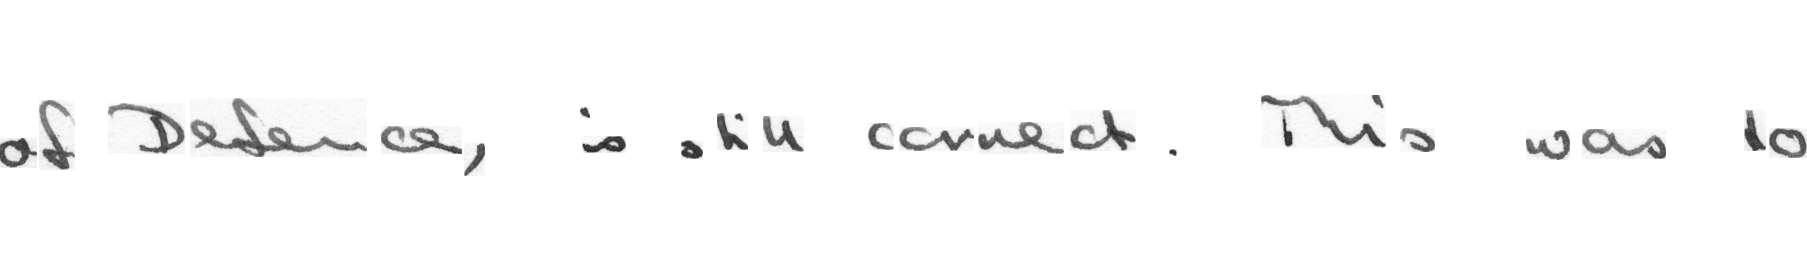 of Defence, is still correct. This was to